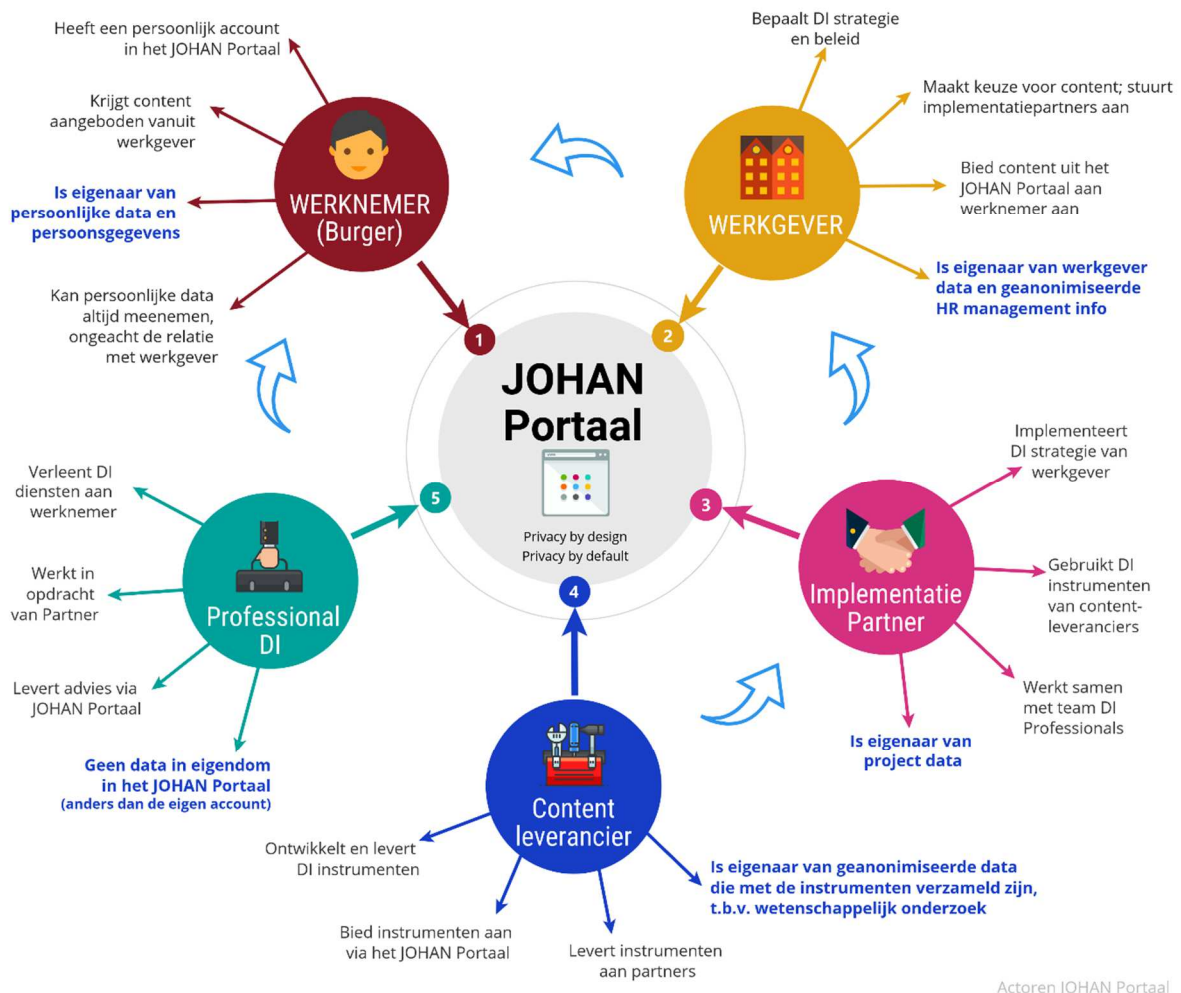 Heeft een persoonlijk account
in het JOHAN Portaal
Krijgt content
aangeboden vanuit
werkgever
Is eigenaar van
persoonlijke data en
persoonsgegevens
Kan persoonlijke data
altijd meenemen,
ongeacht de relatie
met werkgever
WERKNEMER
(Burger)
1
Bepaalt DI strategie
en beleid
Maakt keuze voor content; stuurt
implementatiepartners aan
Bied content uit het
JOHAN Portaal aan
werknemer aan
Is eigenaar van werkgever
data en geanonimiseerde
HR management info
WERKGEVER
2
JOHAN
Portaal
Privacy by design
Privacy by default
Implementeert
DI strategie van
werkgever
Gebruikt DI
instrumenten
van content-
leveranciers
Werkt samen
met team DI
Professionals
Is eigenaar van
project data
Implementatie
Partner
3
Content
leverancier
4
Ontwikkelt en levert
DI instrumenten
Bied instrumenten aan
via het JOHAN Portaal
Levert instrumenten
aan partners
Is eigenaar van geanonimiseerde data
die met de instrumenten verzameld zijn,
t.b.v. wetenschappelijk onderzoek
Verleent DI
diensten aan
werknemer
Werkt in
opdracht
van Partner
Levert advies via
JOHAN Portaal
Geen data in eigendom
in het JOHAN Portaal
(anders dan de eigen account)
Professional
DI
5
Actoren JOHAN Portaal